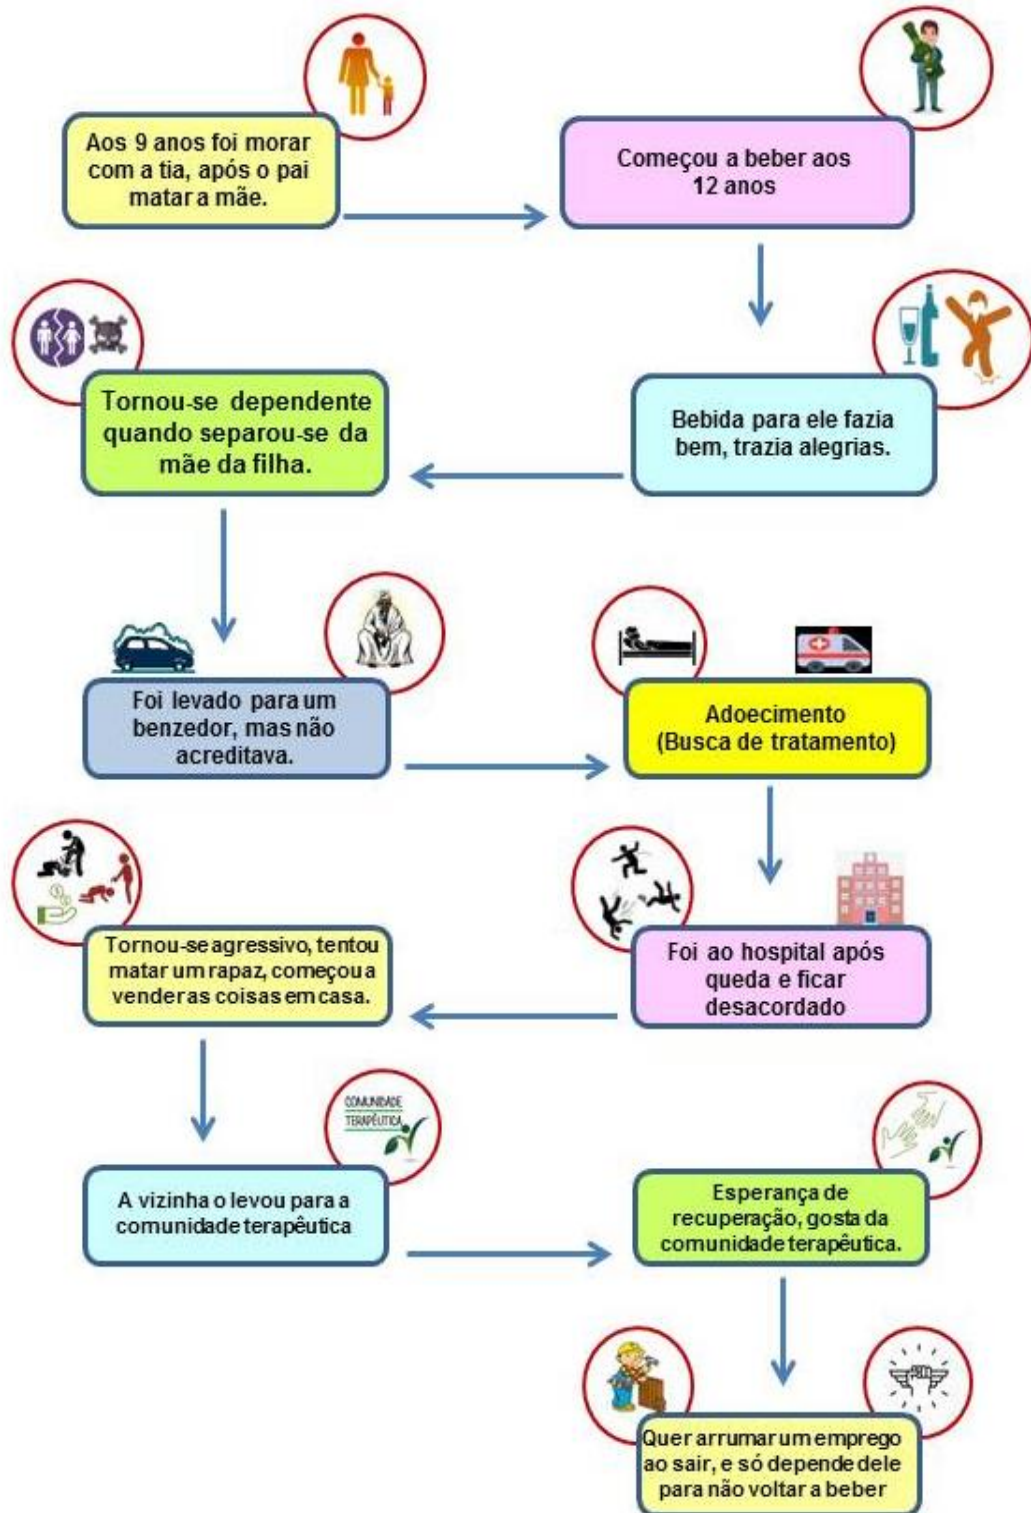 Aos 9 anos foi morar
com a tia, após o pai
matar a mãe.
Começou a beber aos
12 anos
Bebida para ele fazia
bem, trazia alegrias.
Tornou-se dependente
quando separou-se da
mãe da filha.
Foi levado para um
benzedor, mas não
acreditava.
Adoecimento
(Busca de tratamento)
Foi ao hospital após
queda e ficar
desacordado
Tornou-se agressivo, tentou
matar um rapaz, começou a
vender as coisas em casa.
COMUNIDADE
TERAPÊUTICA
A vizinha o levou para a
comunidade terapêutica
Esperança de
recuperação, gosta da
comunidade terapêutica.
Quer arrumar um emprego
ao sair, e só depende dele
para não voltar a beber